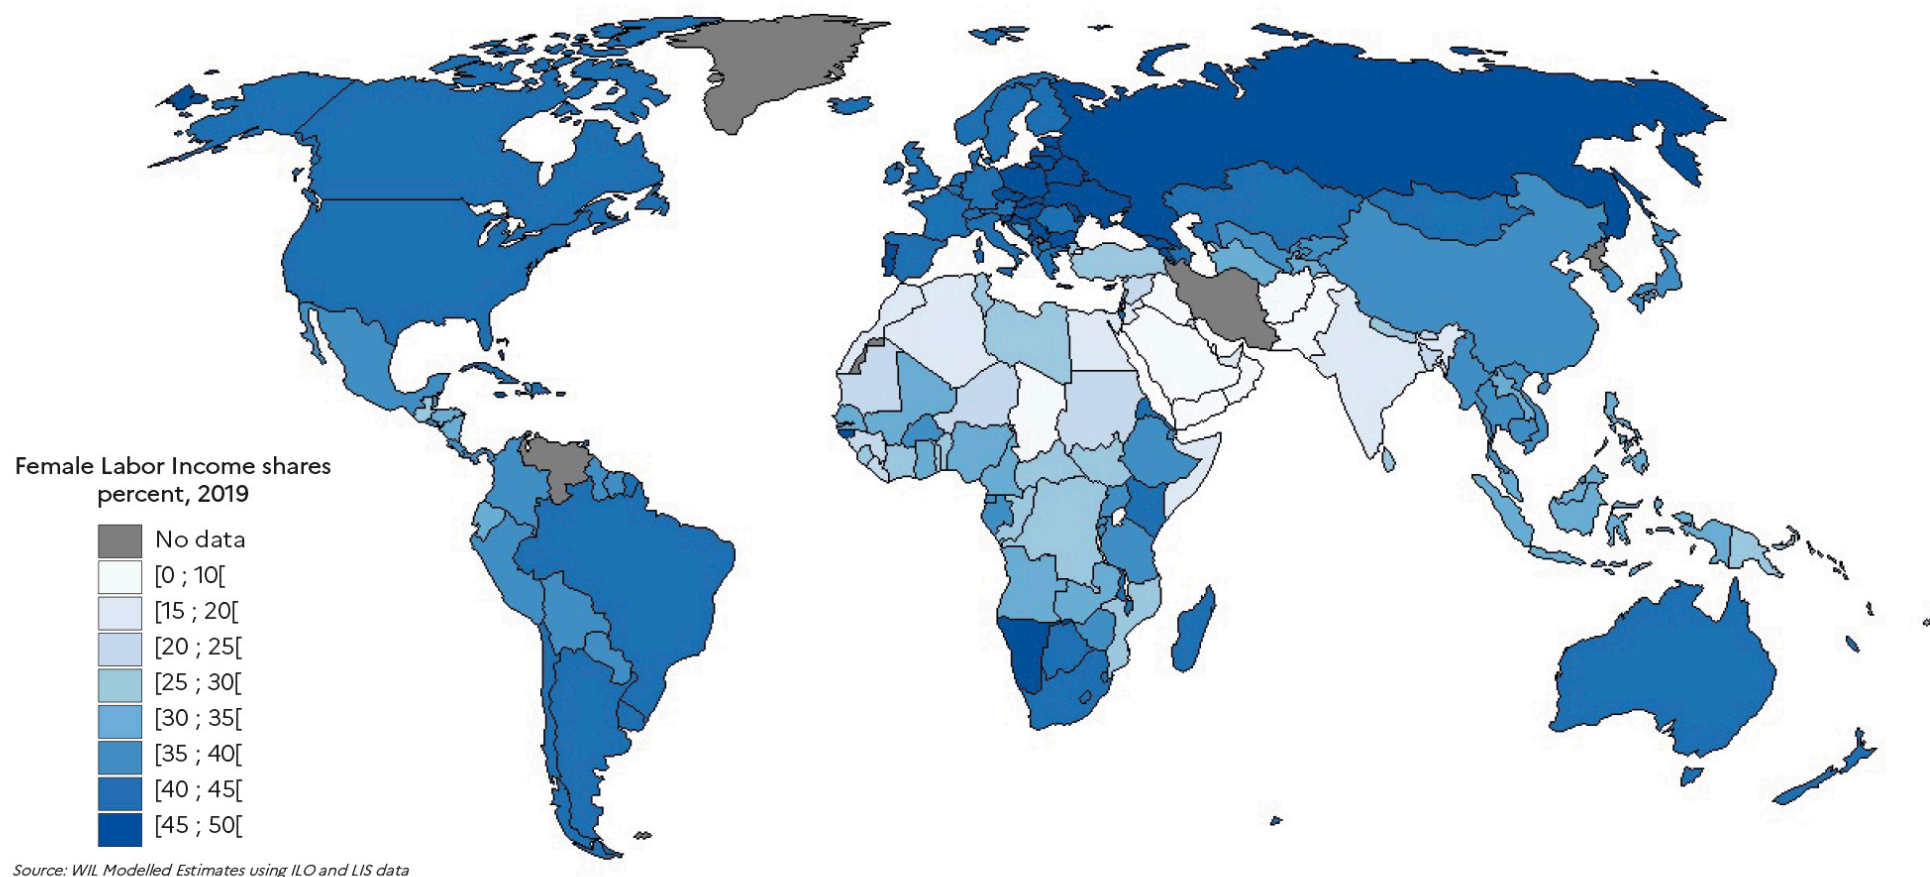 Female Labor Income shares
percent, 2019
No data
[0 ; 10[
[15 ; 20[
[20 ; 25[
[25 ; 30[
[30 ; 35[
[35 ; 40[
[40 ; 45[
[45 ; 50[
Source: WIL Modelled Estimates using ILO and LIS data